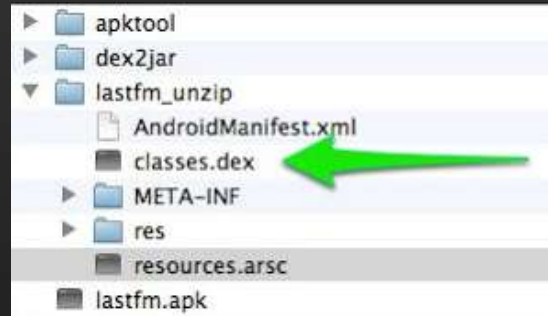 apktool
dex2jar
lastfm_unzip
AndroidManifest.xml
classes.dex
META-INF
res
resources.arsc
lastfm.apk